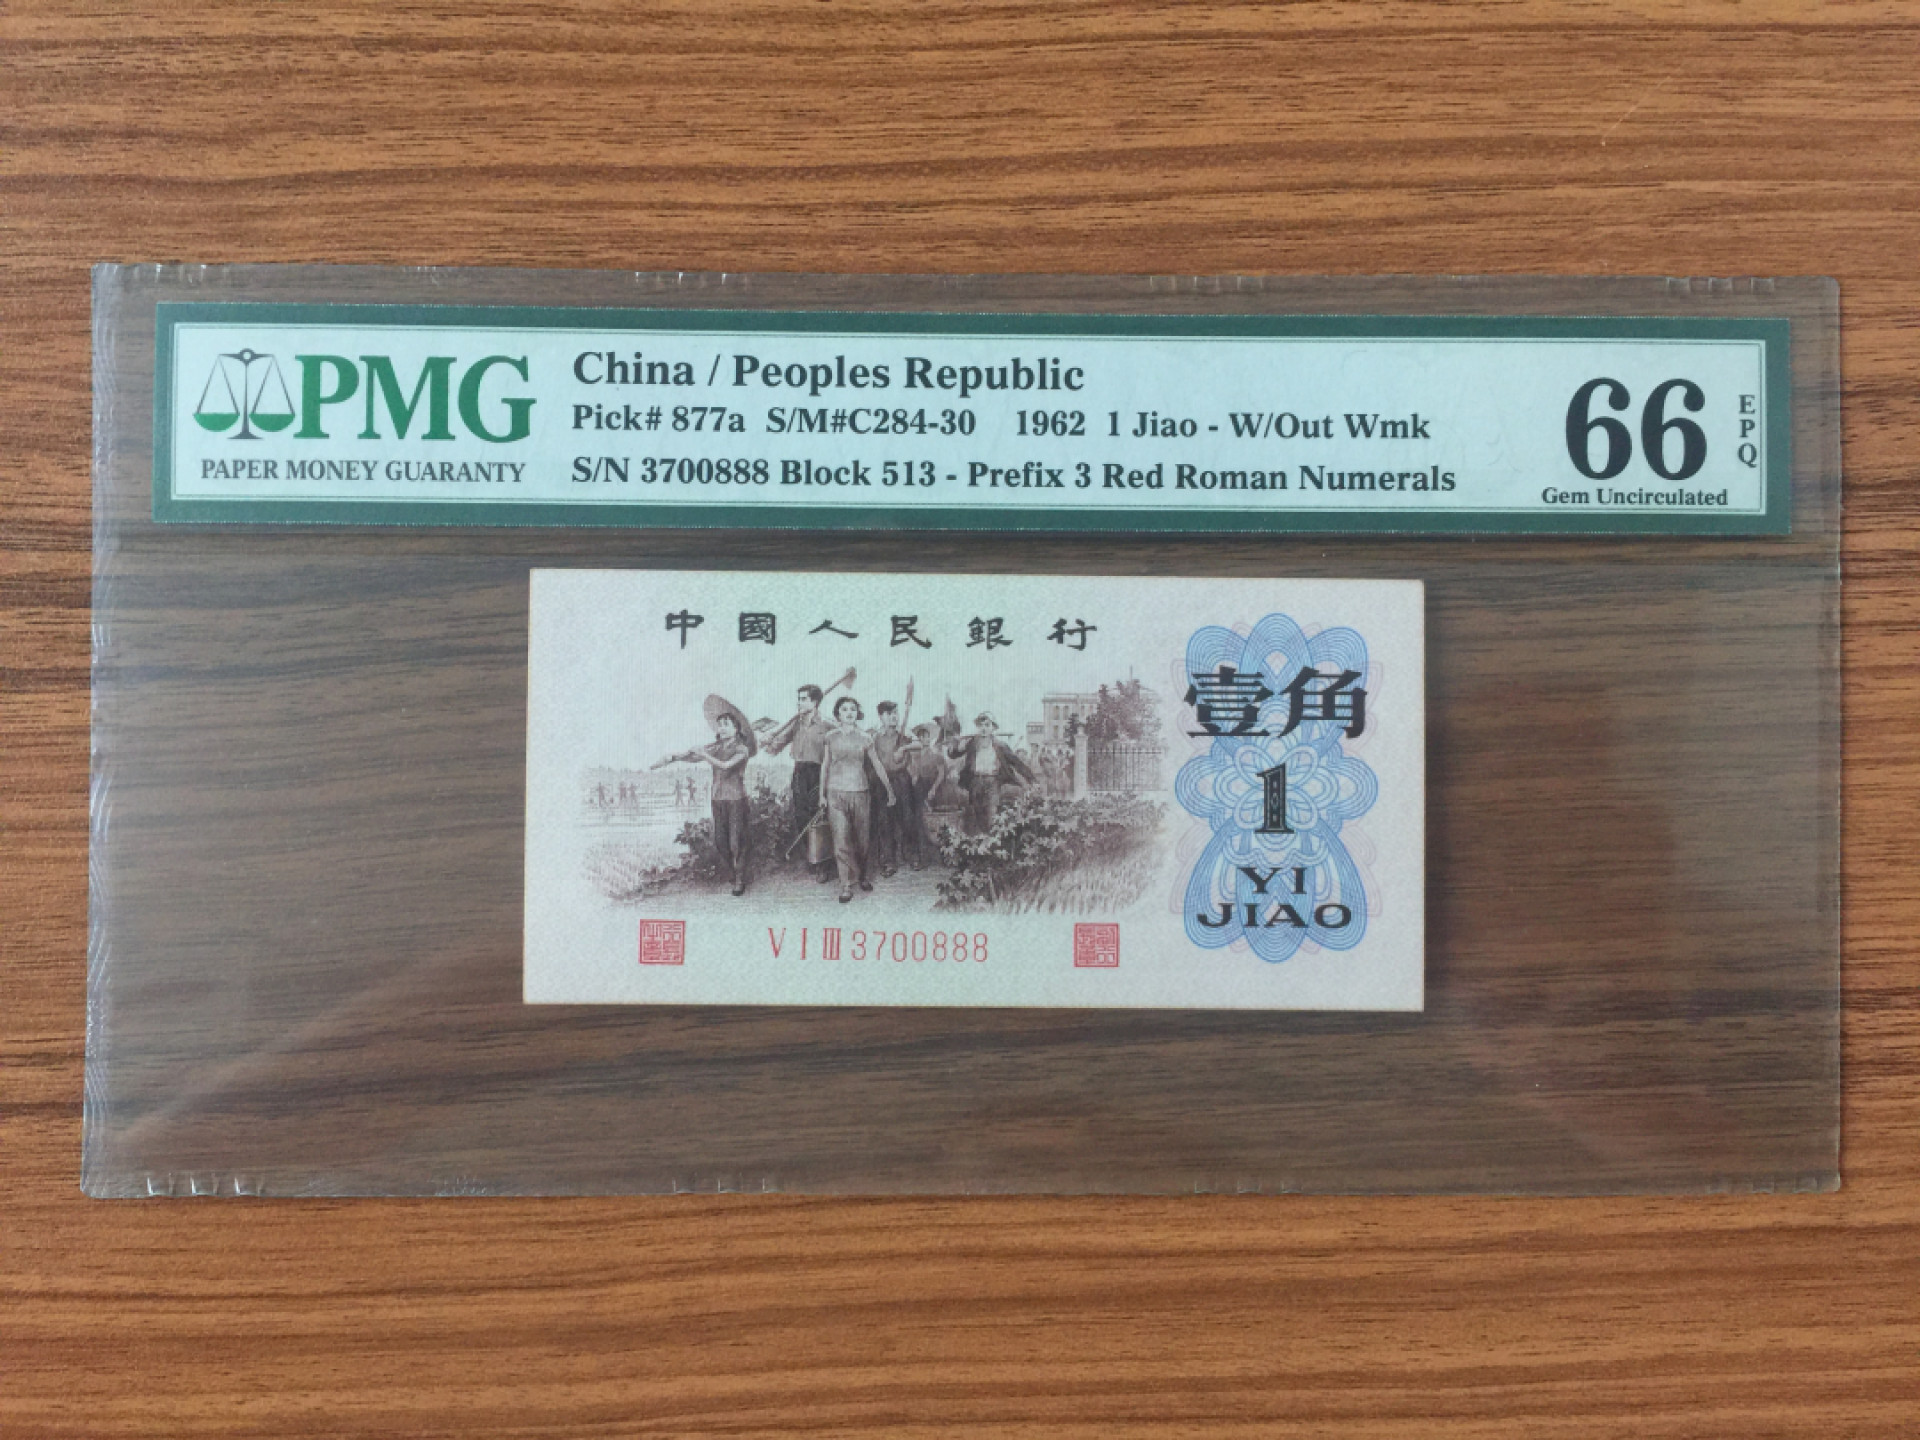 PMG
PAPER MONEY GUARANTY
China / Peoples Republic
Pick# 877a S/M#C284-30 1962 1 Jiao - W/Out Wmk
S/N 3700888 Block 513 - Prefix 3 Red Roman Numerals
66
EPQ
Gem Uncirculated
中國人民銀行
壹角
1
YI
JIAO
V I III 3700888